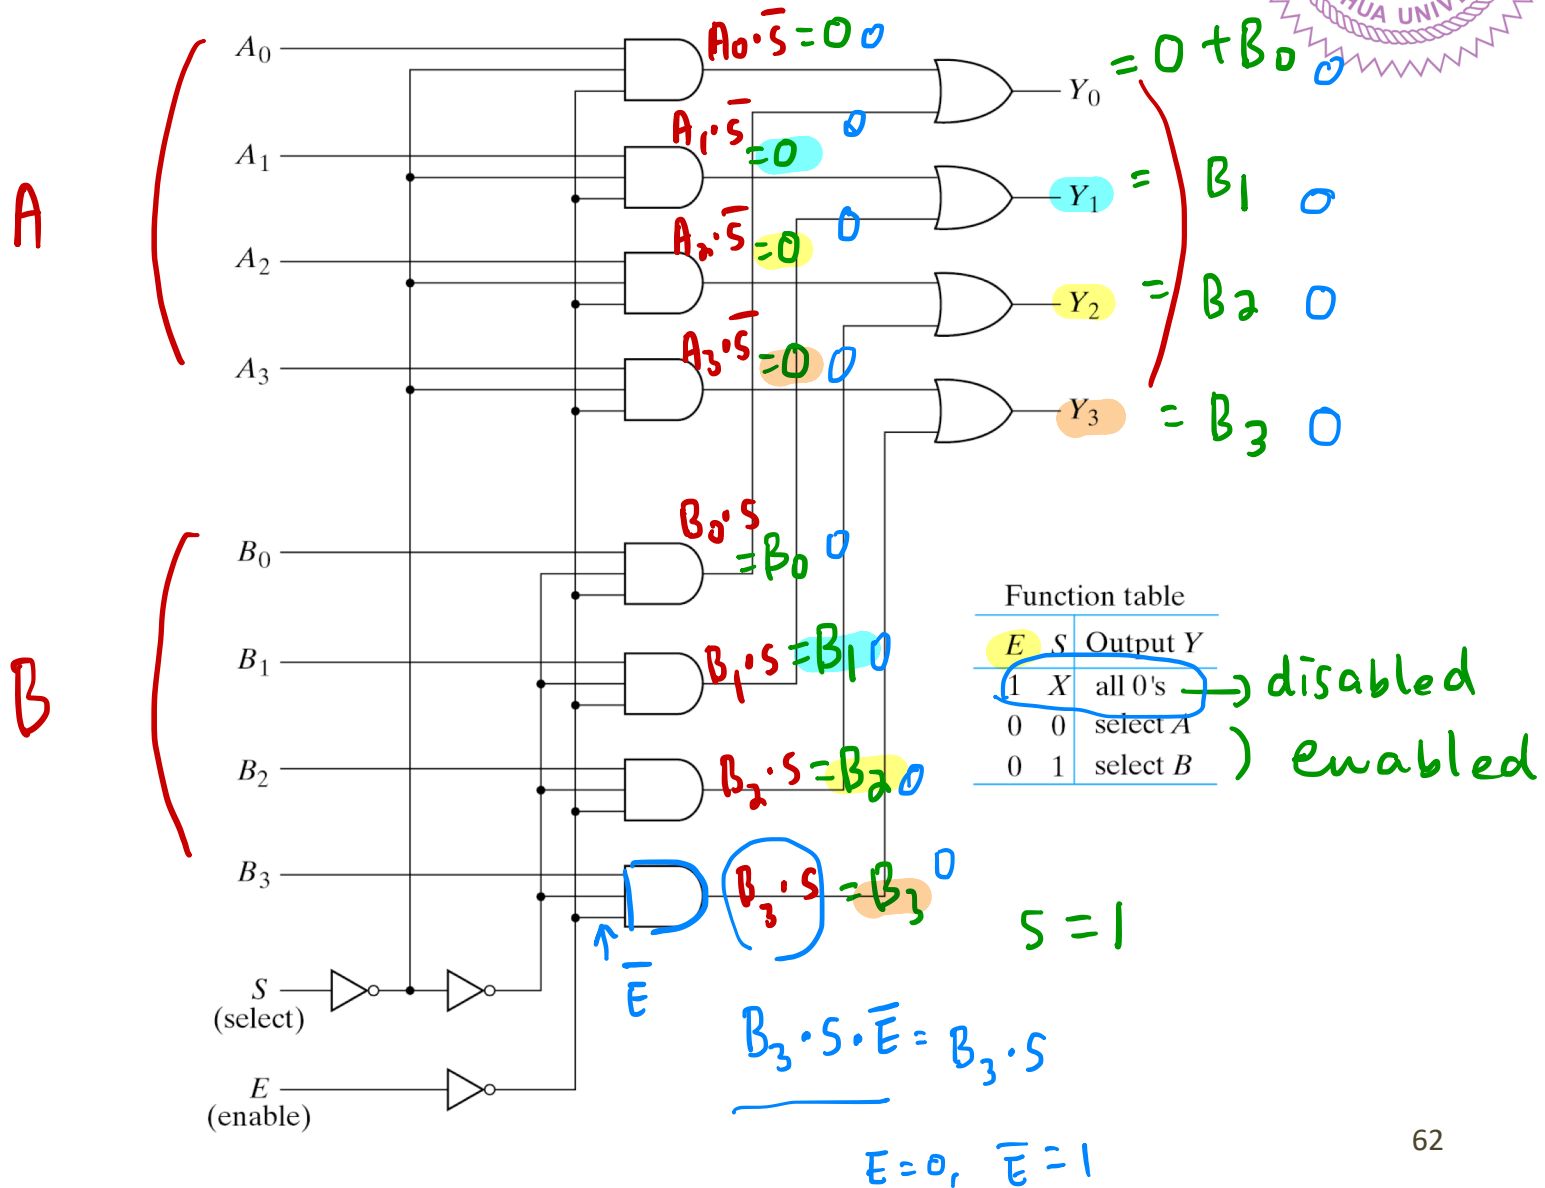 HUA UNIV
A₀ A₀·S̅ = 0 0
Y₀ = 0 + B₀ 0
0
A₁ A₁·S̅ = 0
Y₁ = B₁ 0
A
0
A₂ A₂·S̅ = 0
Y₂ = B₂ 0
A₃ A₃·S̅ = 0 0
Y₃ = B₃ 0
B₀ B₀·S = B₀ 0
B₁ B₁·S = B₁ 0
B
B₂ B₂·S = B₂ 0
B₃ B₃·S = B₃ 0
Function table
E S Output Y
1 X all 0's → disabled
0 0 select A
0 1 select B ) enabled
S = 1
E̅
S
(select)
B₃·S·E̅ = B₃·S
E
(enable)
E=0, E̅=1
62